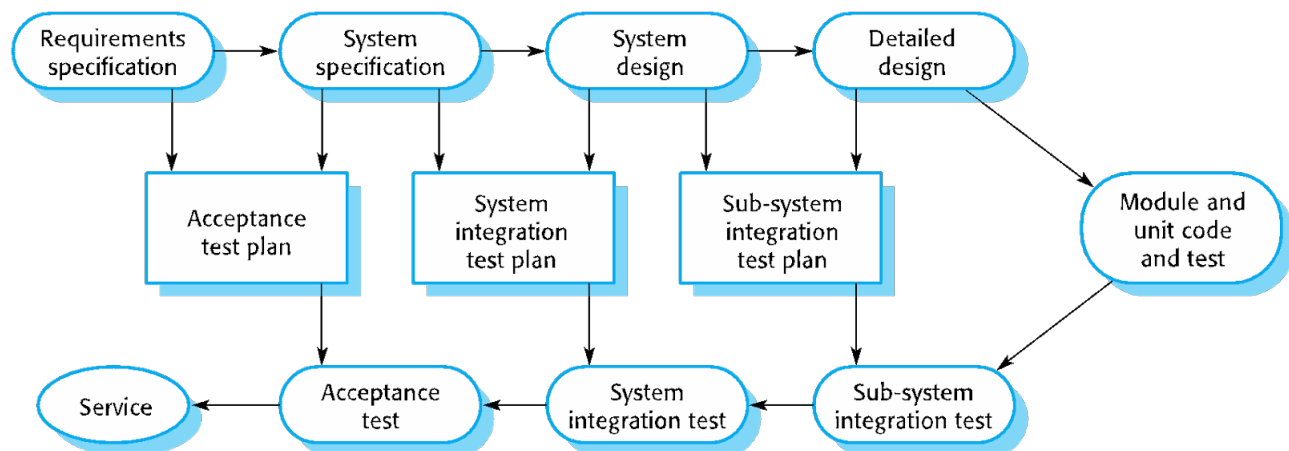 Requirements
specification
System
specification
System
design
Detailed
design
Acceptance
test plan
System
integration
test plan
Sub-system
integration
test plan
Module and
unit code
and test
Service
Acceptance
test
System
integration test
Sub-system
integration test